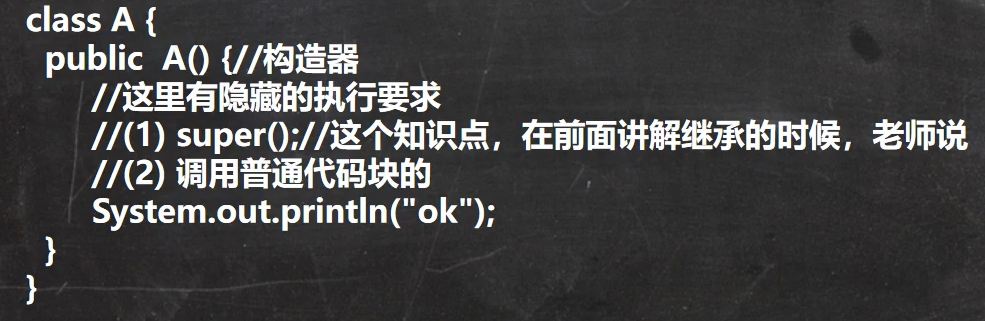 class A {
public A() {//构造器
//这里有隐藏的执行要求
//(1) super();//这个知识点，在前面讲解继承的时候，老师说
//(2) 调用普通代码块的
System.out.println("ok");
}
}